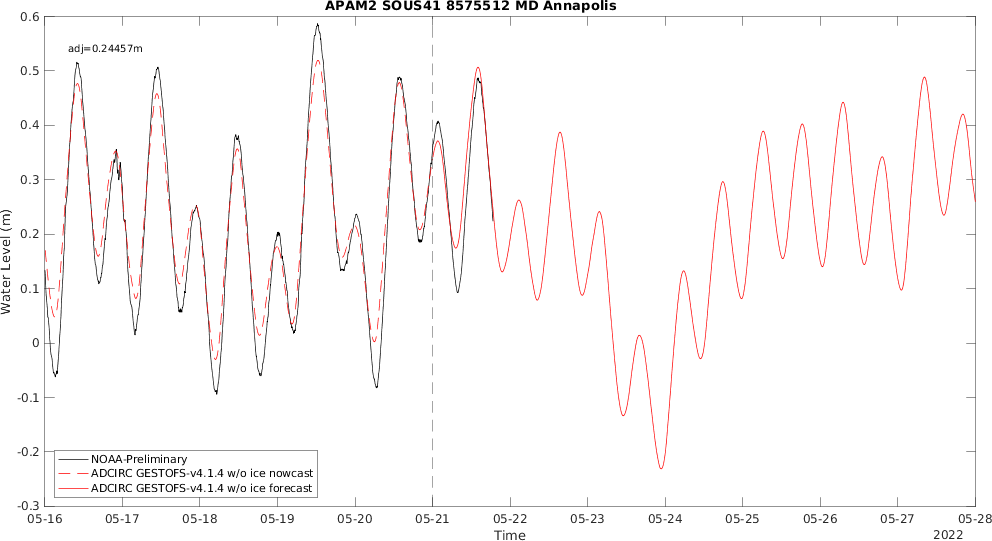 APAM2 SOUS41 8575512 MD Annapolis
adj=0.24457m
Water Level (m)
0.6
0.5
0.4
0.3
0.2
0.1
0
-0.1
-0.2
-0.3
NOAA-Preliminary
ADCIRC GESTOFS-v4.1.4 w/o ice nowcast
ADCIRC GESTOFS-v4.1.4 w/o ice forecast
05-16 05-17 05-18 05-19 05-20 05-21 05-22 05-23 05-24 05-25 05-26 05-27 05-28
Time
2022